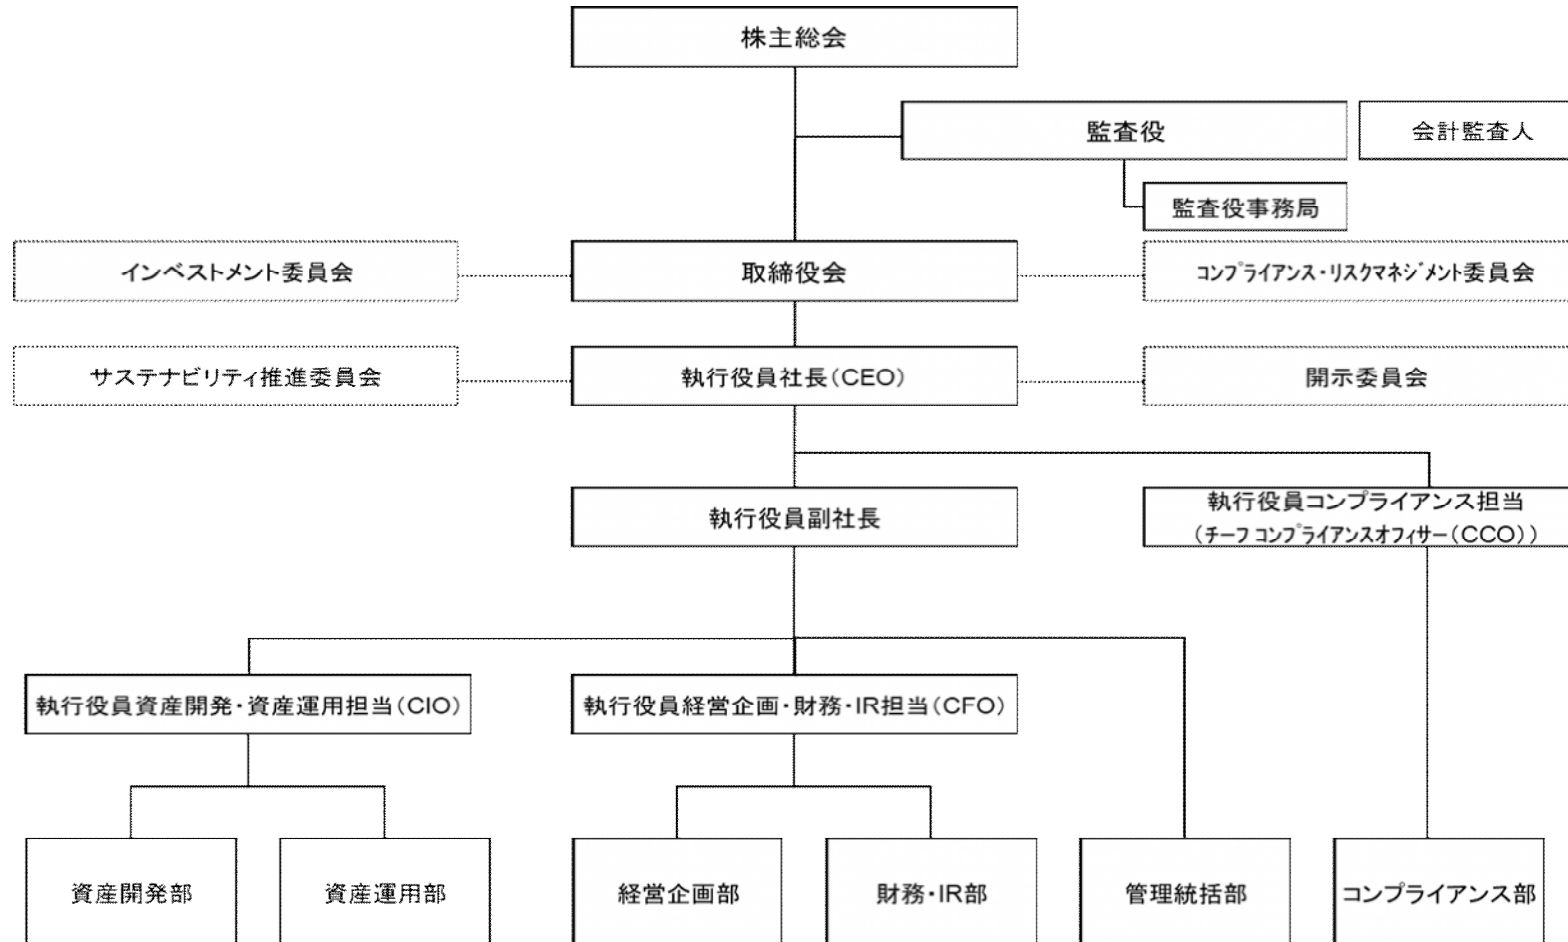 株主総会
監査役
会計監査人
監査役事務局
インベストメント委員会
取締役会
コンプライアンス・リスクマネジメント委員会
サステナビリティ推進委員会
執行役員社長(CEO)
開示委員会
執行役員副社長
執行役員コンプライアンス担当
(チーフ コンプライアンスオフィサー(CCO))
執行役員資産開発・資産運用担当(CIO)
執行役員経営企画・財務・IR担当(CFO)
資産開発部
資産運用部
経営企画部
財務・IR部
管理統括部
コンプライアンス部